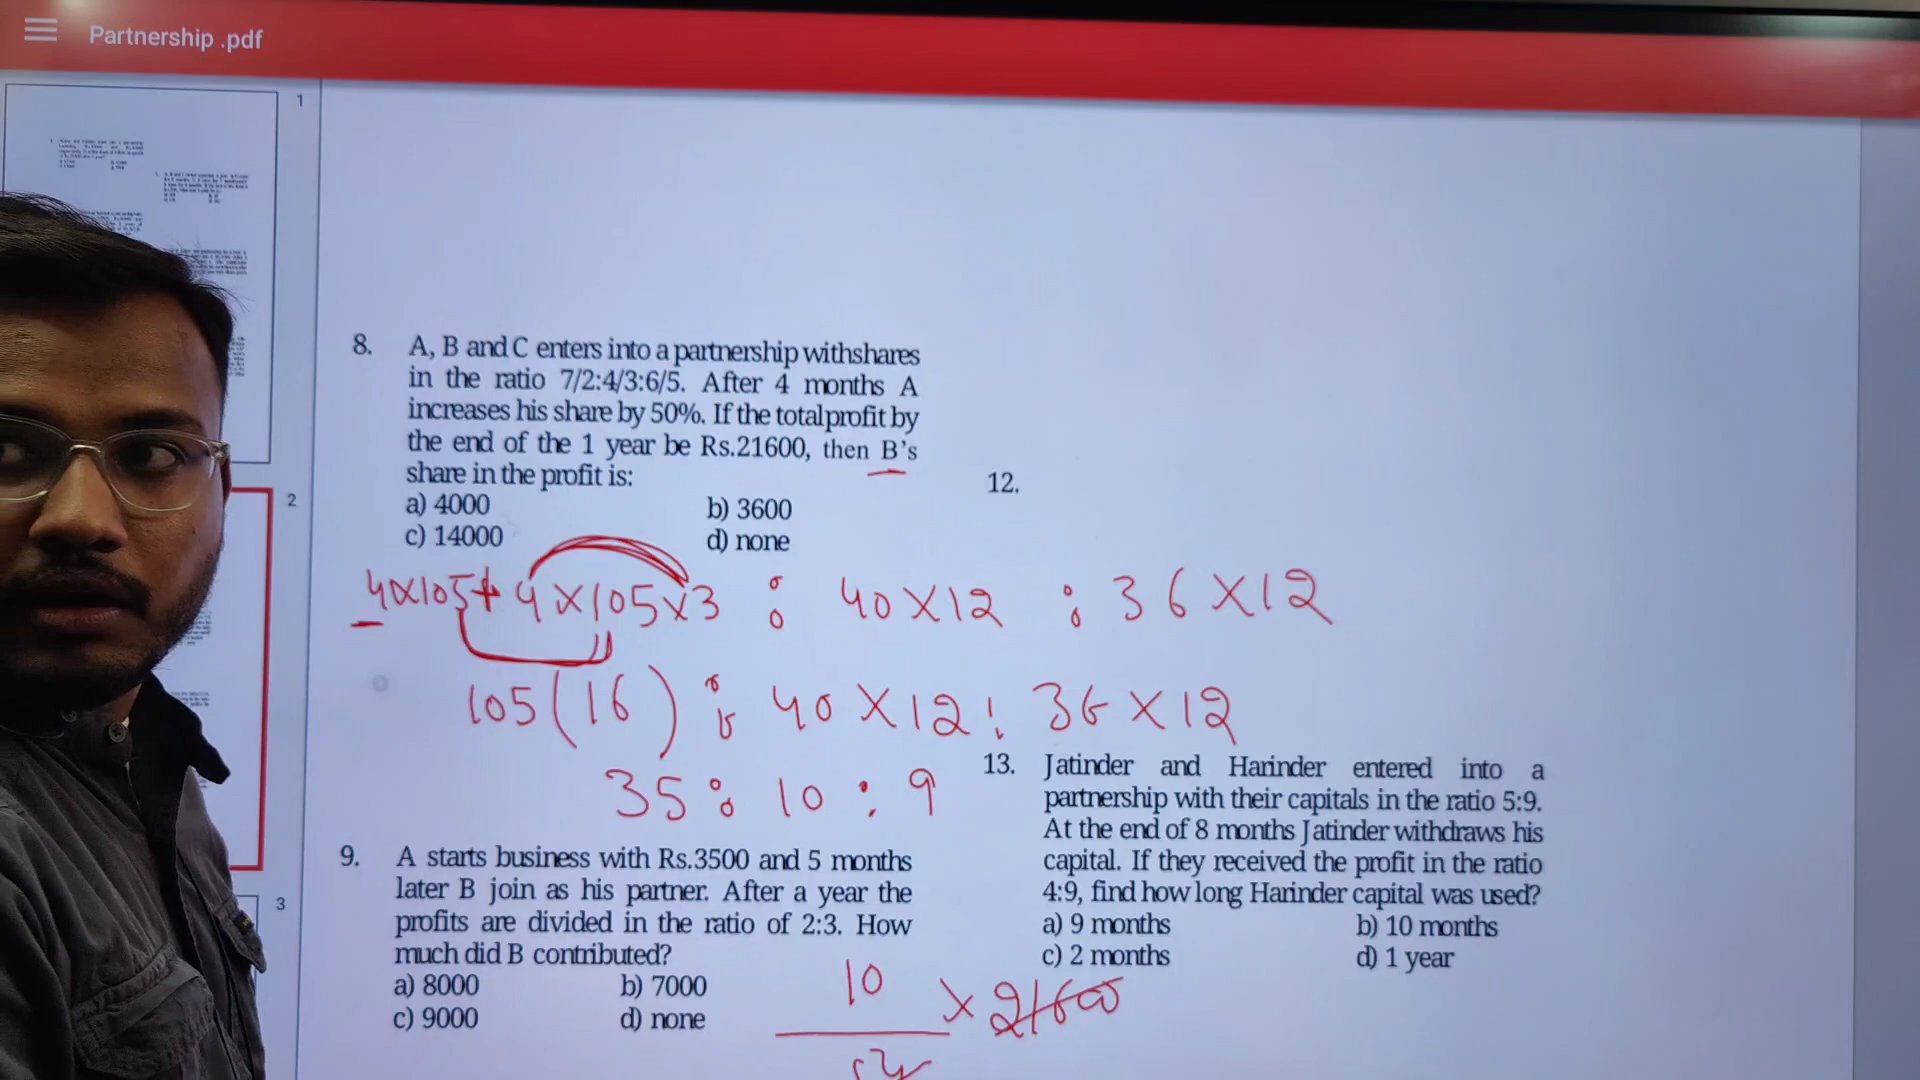 Partnership .pdf
1
2
3
8. A, B and C enters into a partnership withshares
in the ratio 7/2:4/3:6/5. After 4 months A
increases his share by 50%. If the totalprofit by
the end of the 1 year be Rs.21600, then B's
share in the profit is:
a) 4000 b) 3600
c) 14000 d) none
4×105+4×105×3 : 40×12 : 36×12
105(16) : 40×12: 36×12
35 : 10 : 9
9. A starts business with Rs.3500 and 5 months
later B join as his partner. After a year the
profits are divided in the ratio of 2:3. How
much did B contributed?
a) 8000 b) 7000
c) 9000 d) none
10 × 21600
12.
13. Jatinder and Harinder entered into a
partnership with their capitals in the ratio 5:9.
At the end of 8 months Jatinder withdraws his
capital. If they received the profit in the ratio
4:9, find how long Harinder capital was used?
a) 9 months b) 10 months
c) 2 months d) 1 year